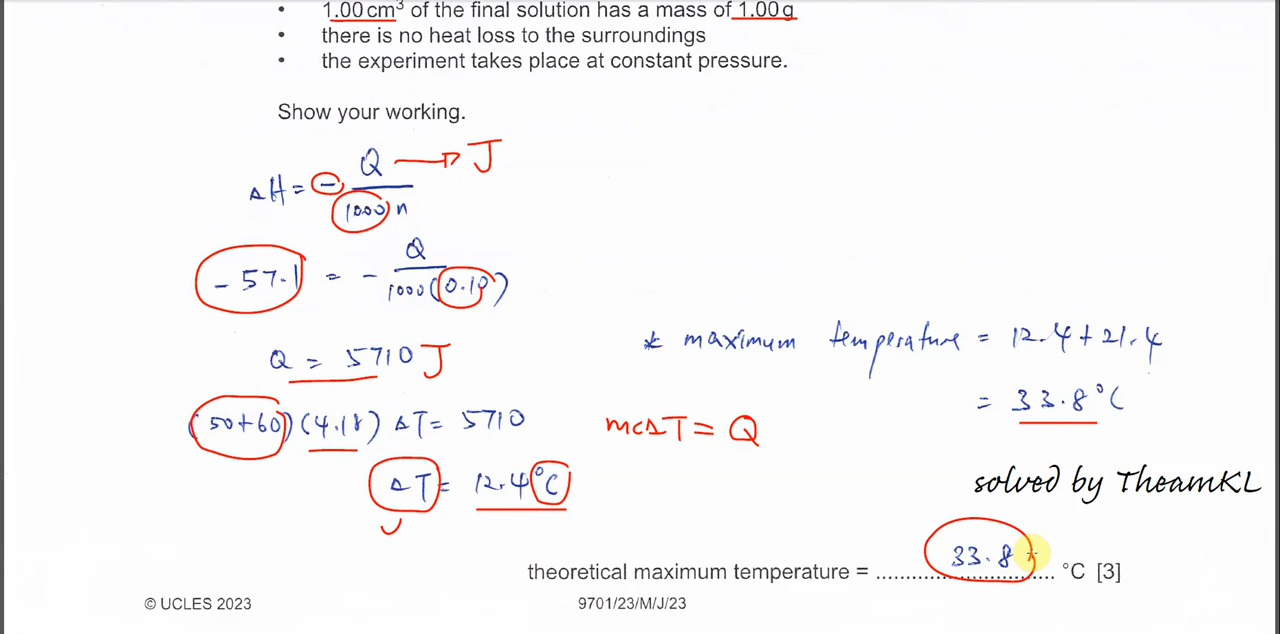 • 1.00 cm³ of the final solution has a mass of 1.00 g
• there is no heat loss to the surroundings
• the experiment takes place at constant pressure.
Show your working.
ΔH = - Q / 1000 n → J
- 57.1 = - Q / 1000 (0.10)
Q = 5710 J
(50+60) (4.18) ΔT = 5710
mcΔT = Q
ΔT = 12.4 °C
* maximum temperature = 12.4 + 21.4
= 33.8 °C
solved by TheamKL
33.8
theoretical maximum temperature = .................................. °C [3]
© UCLES 2023
9701/23/M/J/23